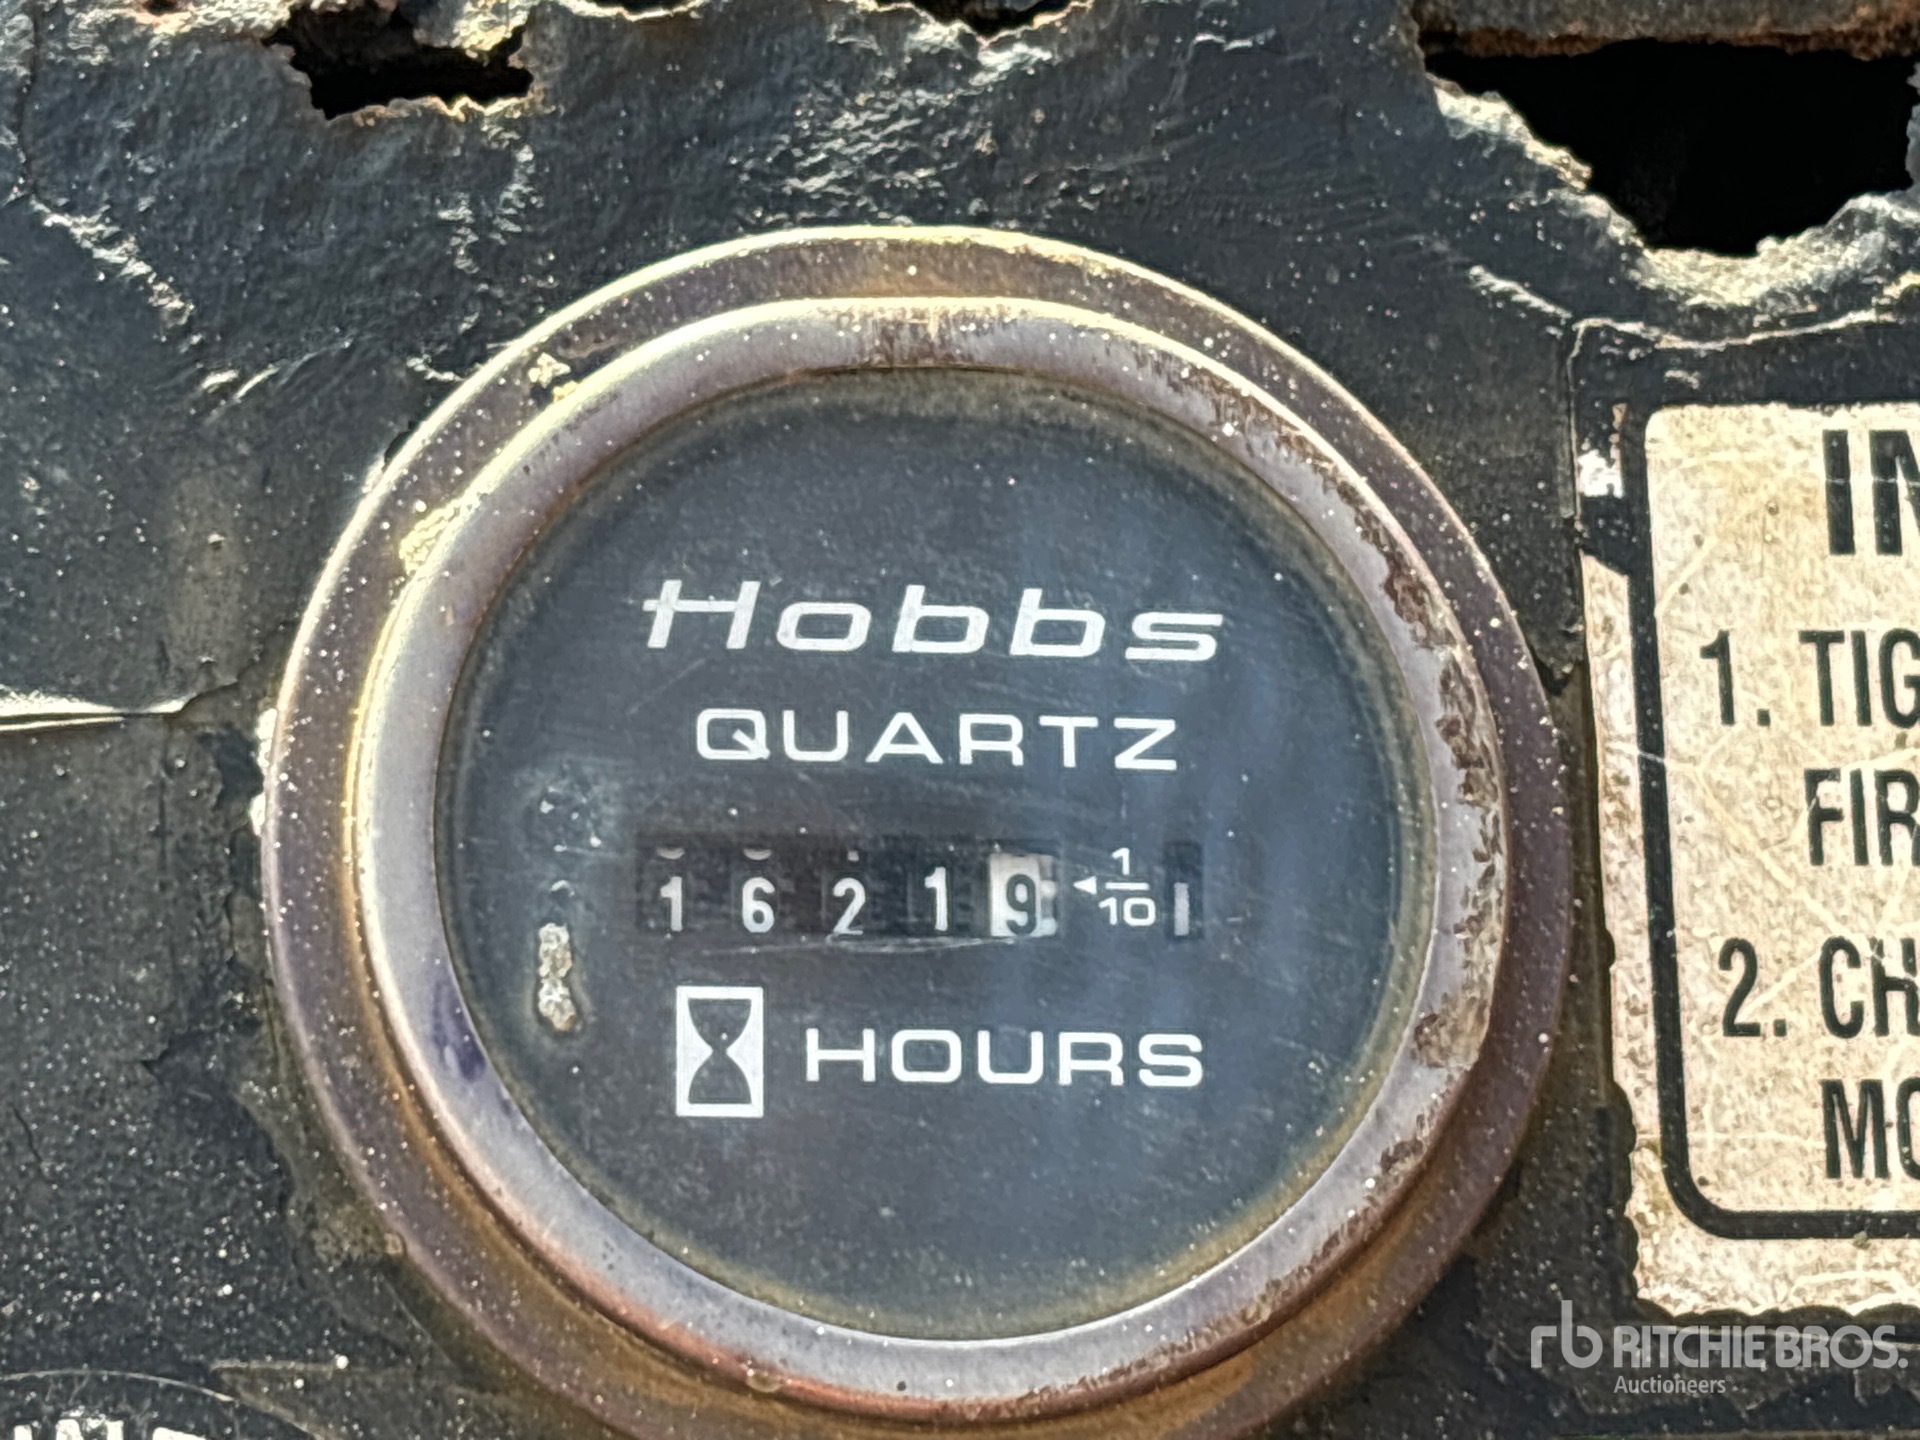 Hobbs
QUARTZ
1 6 2 1 9 ◄ 1/10
HOURS
1. TIG
FIR
2. CH
MO
rb RITCHIE BROS.
Auctioneers